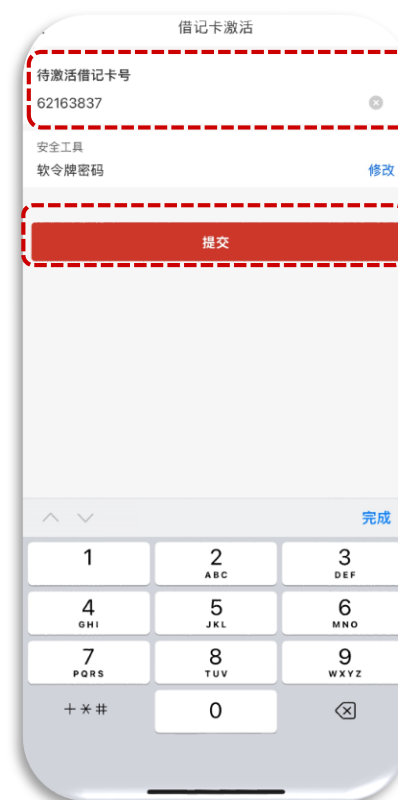 借记卡激活
待激活借记卡号
62163837
安全工具
软令牌密码 修改
提交
完成
1 2 3
ABC DEF
4 5 6
GHI JKL MNO
7 8 9
PQRS TUV WXYZ
+*# 0